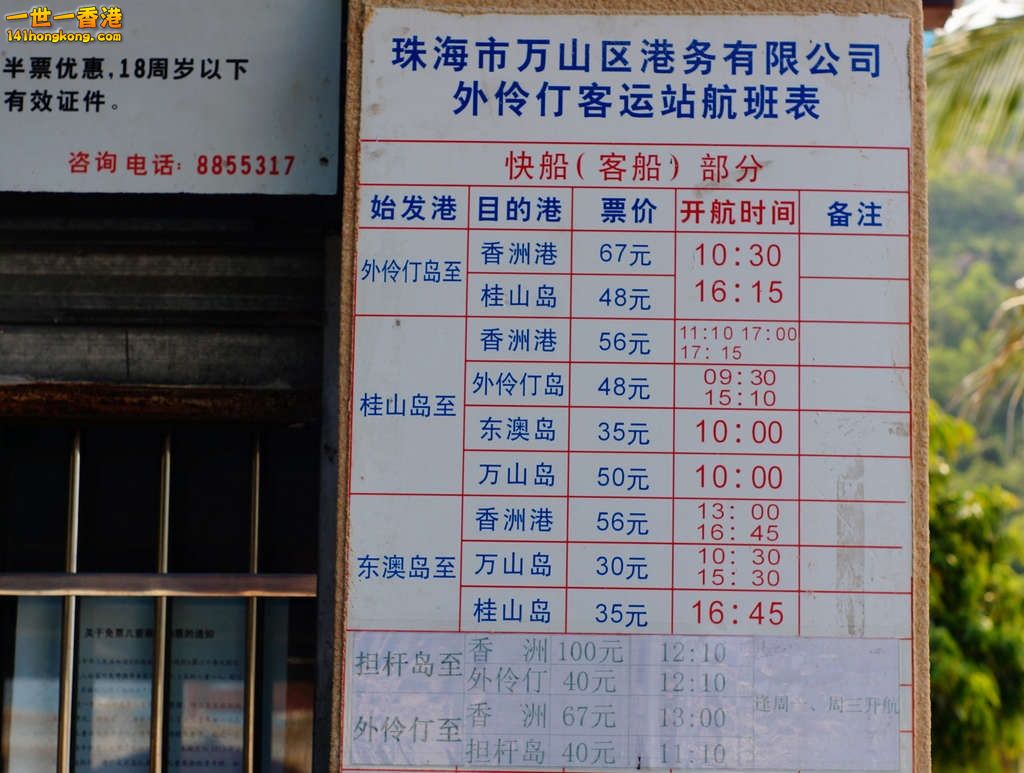 一世一香港
141hongkong.com
半票优惠,18周岁以下
有效证件。
咨询电话: 8855317
珠海市万山区港务有限公司
外伶仃客运站航班表
快船(客船)部分
始发港 目的港 票价 开航时间 备注
外伶仃岛至 香洲港 67元 10:30
桂山岛 48元 16:15
桂山岛至 香洲港 56元 11:10 17:00
17:15
外伶仃岛 48元 09:30
15:10
东澳岛 35元 10:00
万山岛 50元 10:00
东澳岛至 香洲港 56元 13:00
16:45
万山岛 30元 10:30
15:30
桂山岛 35元 16:45
担杆岛至 香 洲 100元 12:10
外伶仃 40元 12:10
逢周一、周三开航
外伶仃至 香 洲 67元 13:00
担杆岛 40元 11:10